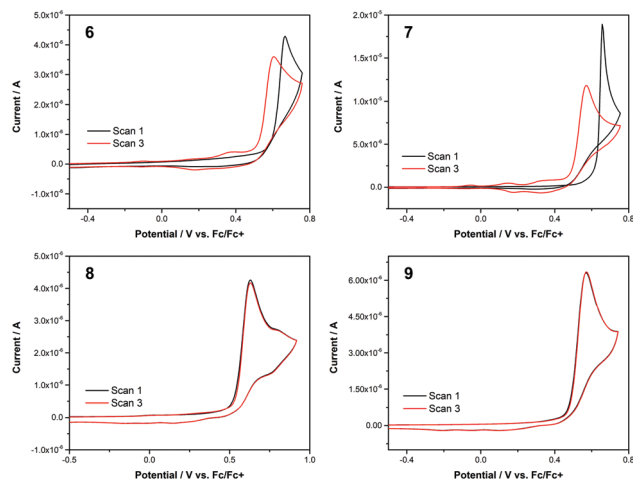 6
5.0x10⁻⁶
4.0x10⁻⁶
3.0x10⁻⁶
2.0x10⁻⁶
1.0x10⁻⁶
0.0
-1.0x10⁻⁶
Current / A
Scan 1
Scan 3
-0.4 0.0 0.4 0.8
Potential / V vs. Fc/Fc+
7
2.0x10⁻⁵
1.5x10⁻⁵
1.0x10⁻⁵
5.0x10⁻⁶
0.0
Current / A
Scan 1
Scan 3
-0.4 0.0 0.4 0.8
Potential / V vs. Fc/Fc+
8
5.0x10⁻⁶
4.0x10⁻⁶
3.0x10⁻⁶
2.0x10⁻⁶
1.0x10⁻⁶
0.0
-1.0x10⁻⁶
Current / A
Scan 1
Scan 3
-0.5 0.0 0.5 1.0
Potential / V vs. Fc/Fc+
9
6.0x10⁻⁶
4.5x10⁻⁶
3.0x10⁻⁶
1.5x10⁻⁶
0.00
Current / A
Scan 1
Scan 3
-0.4 0.0 0.4 0.8
Potential / V vs. Fc/Fc+